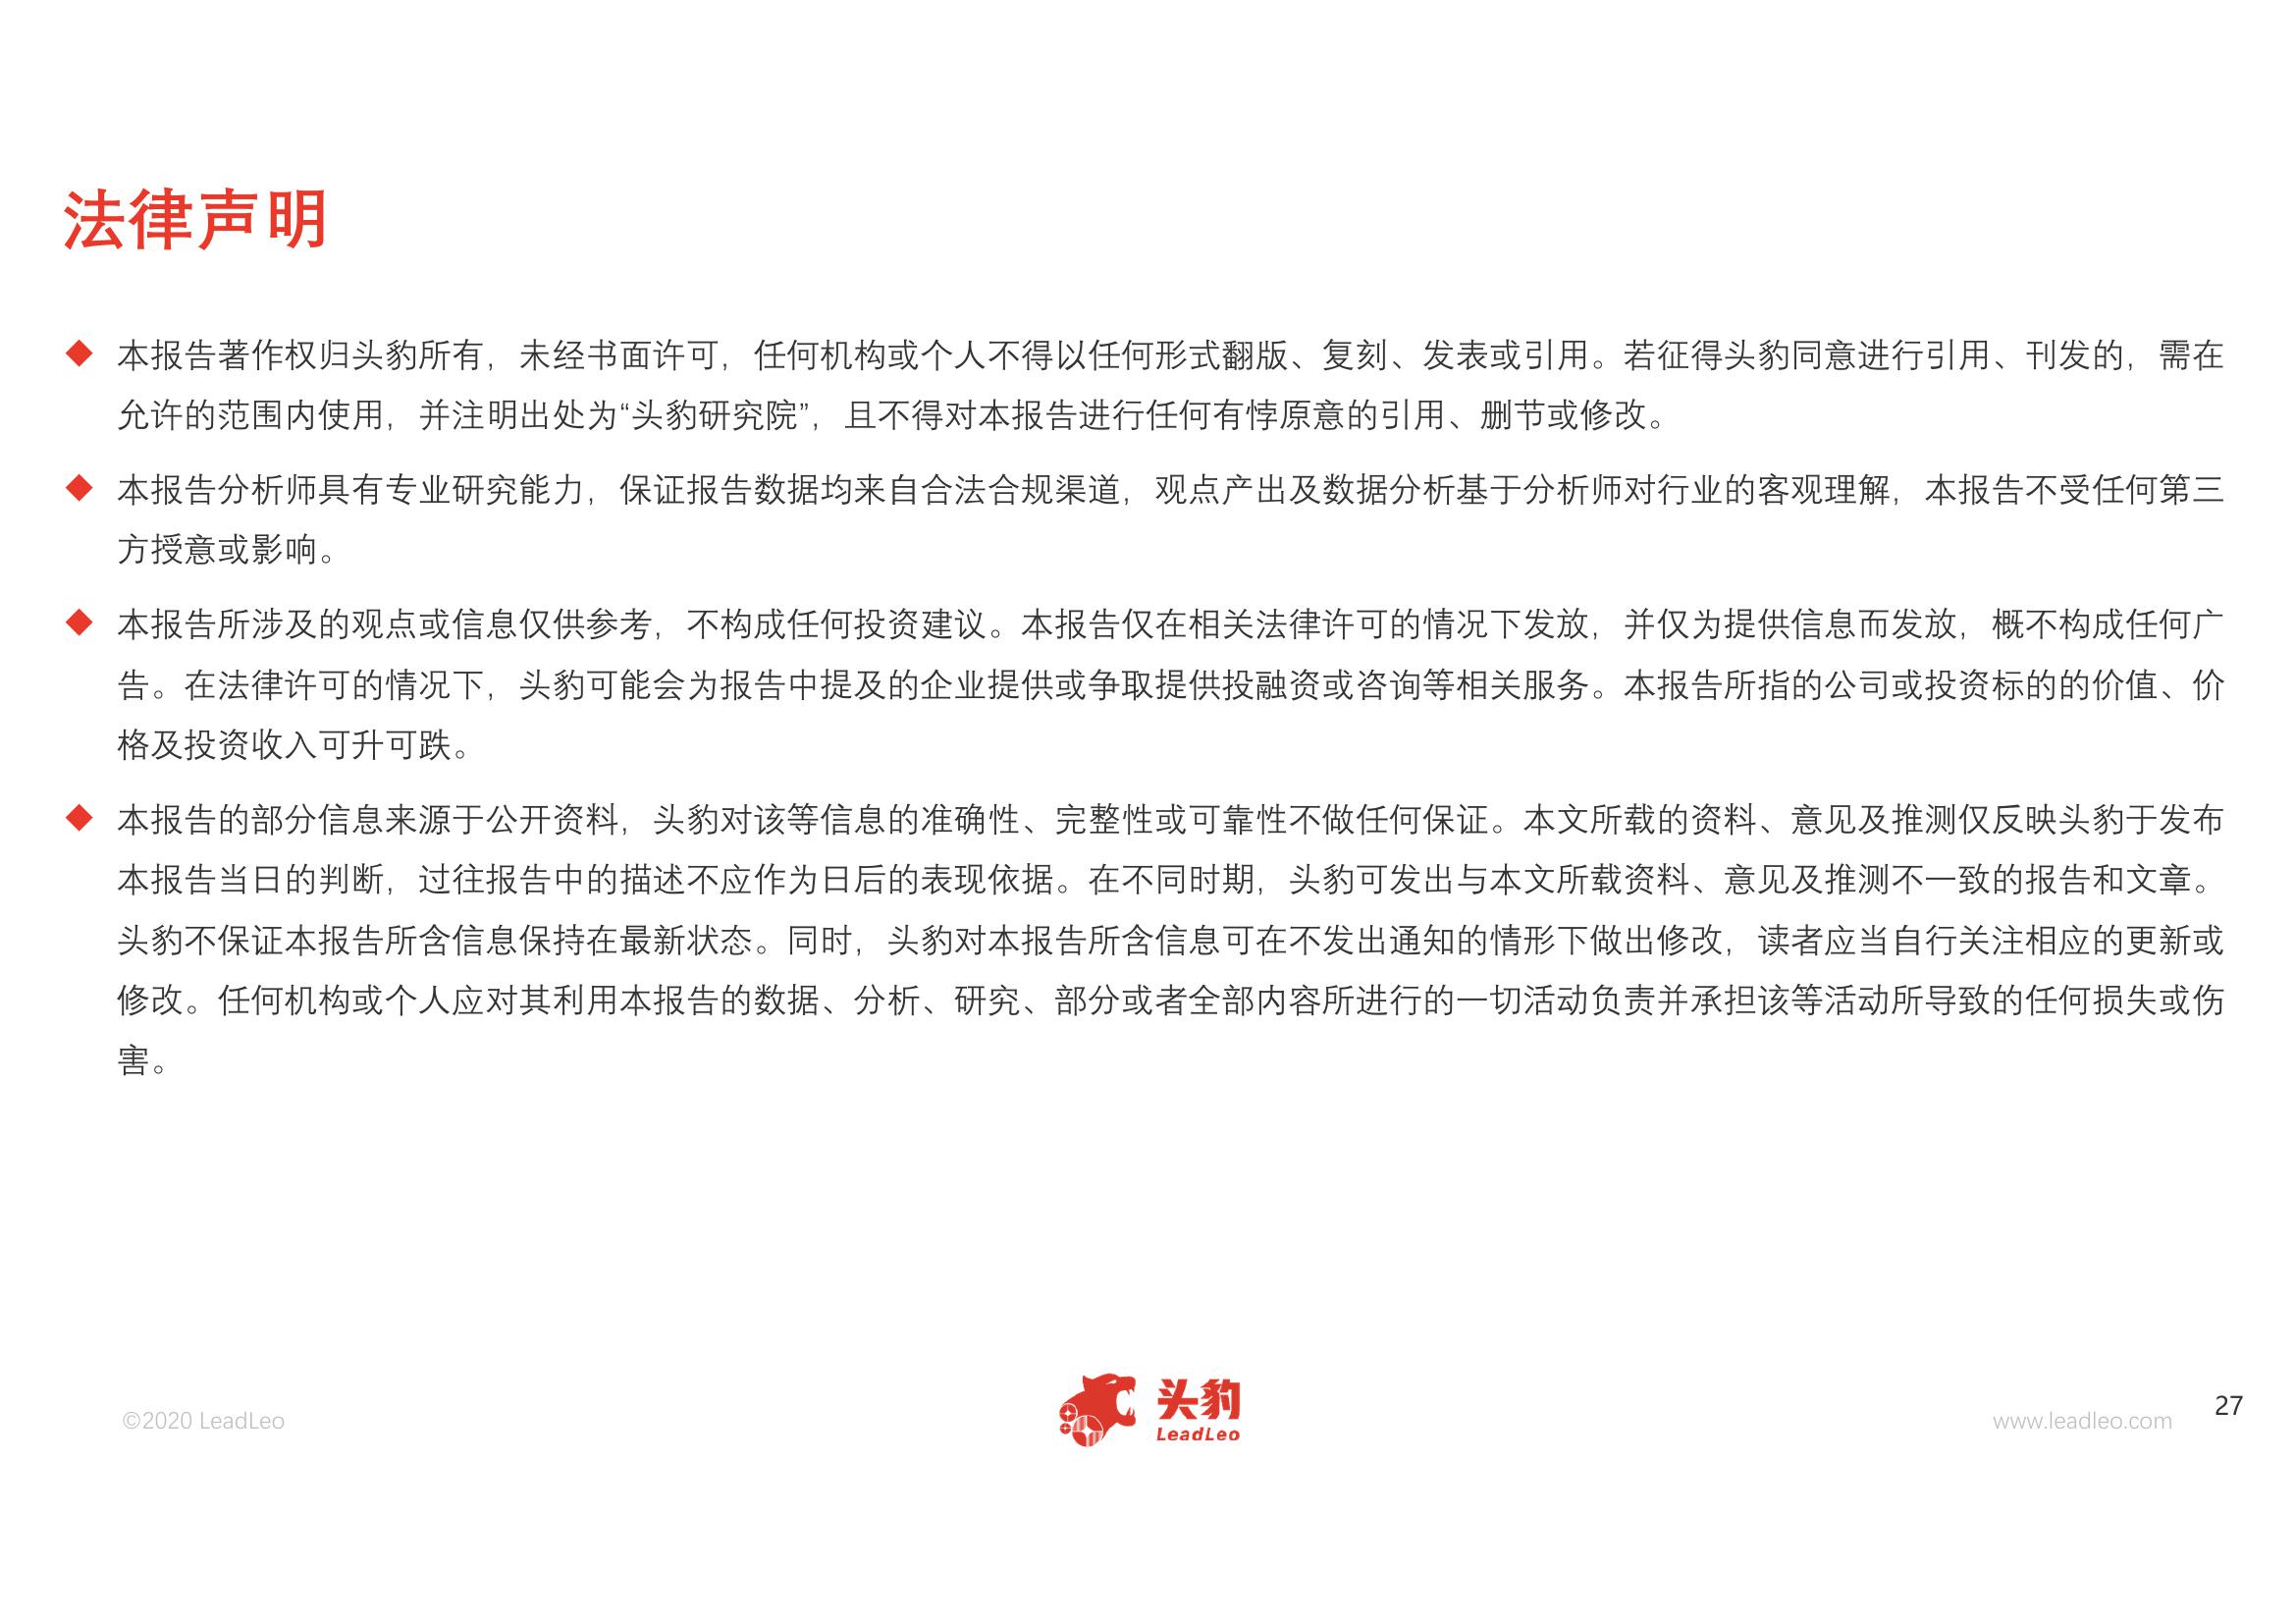 法律声明
◆ 本报告著作权归头豹所有，未经书面许可，任何机构或个人不得以任何形式翻版、复刻、发表或引用。若征得头豹同意进行引用、刊发的，需在
允许的范围内使用，并注明出处为“头豹研究院”，且不得对本报告进行任何有悖原意的引用、删节或修改。
◆ 本报告分析师具有专业研究能力，保证报告数据均来自合法合规渠道，观点产出及数据分析基于分析师对行业的客观理解，本报告不受任何第三
方授意或影响。
◆ 本报告所涉及的观点或信息仅供参考，不构成任何投资建议。本报告仅在相关法律许可的情况下发放，并仅为提供信息而发放，概不构成任何广
告。在法律许可的情况下，头豹可能会为报告中提及的企业提供或争取提供投融资或咨询等相关服务。本报告所指的公司或投资标的的价值、价
格及投资收入可升可跌。
◆ 本报告的部分信息来源于公开资料，头豹对该等信息的准确性、完整性或可靠性不做任何保证。本文所载的资料、意见及推测仅反映头豹于发布
本报告当日的判断，过往报告中的描述不应作为日后的表现依据。在不同时期，头豹可发出与本文所载资料、意见及推测不一致的报告和文章。
头豹不保证本报告所含信息保持在最新状态。同时，头豹对本报告所含信息可在不发出通知的情形下做出修改，读者应当自行关注相应的更新或
修改。任何机构或个人应对其利用本报告的数据、分析、研究、部分或者全部内容所进行的一切活动负责并承担该等活动所导致的任何损失或伤
害。
©2020 LeadLeo
头豹
LeadLeo
www.leadleo.com
27